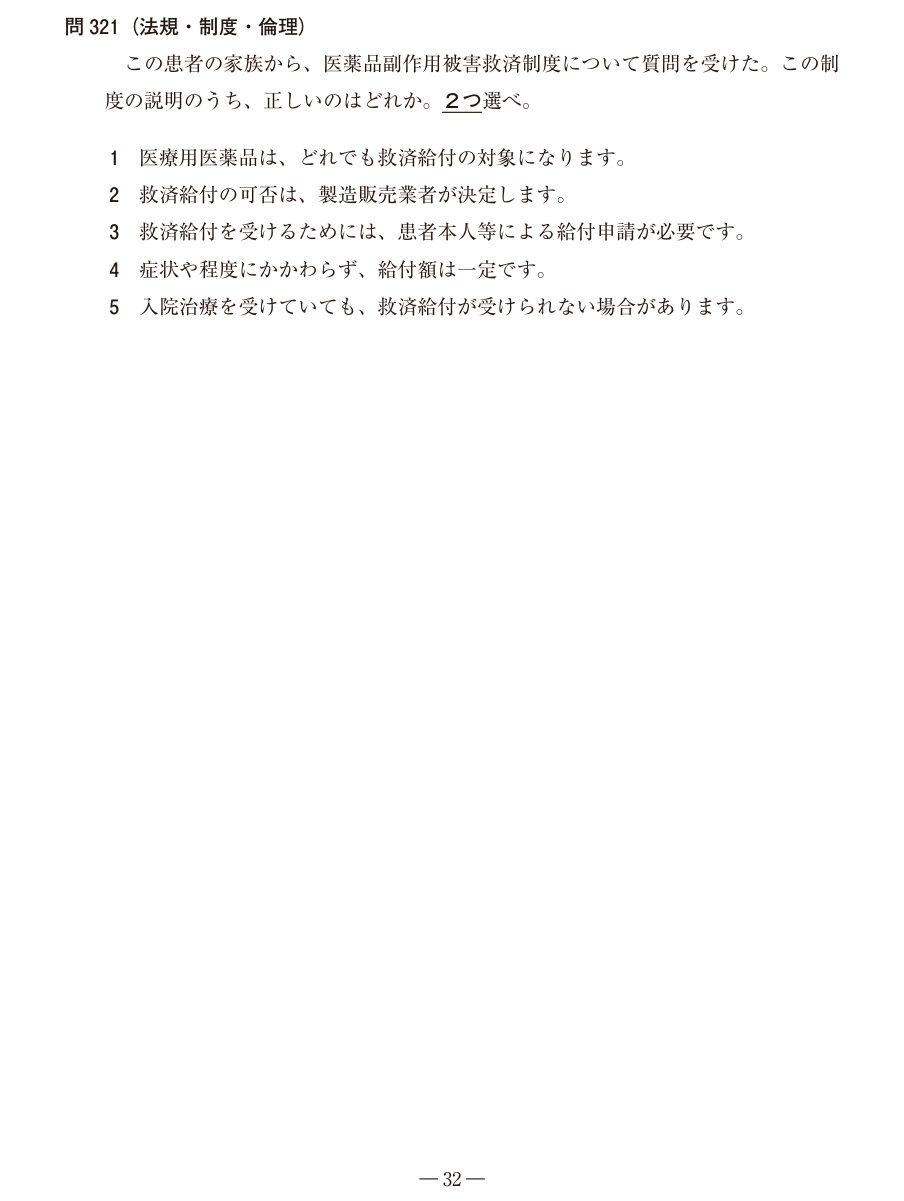 問 321（法規・制度・倫理）
この患者の家族から、医薬品副作用被害救済制度について質問を受けた。この制
度の説明のうち、正しいのはどれか。２つ選べ。
1 医療用医薬品は、どれでも救済給付の対象になります。
2 救済給付の可否は、製造販売業者が決定します。
3 救済給付を受けるためには、患者本人等による給付申請が必要です。
4 症状や程度にかかわらず、給付額は一定です。
5 入院治療を受けていても、救済給付が受けられない場合があります。
― 32 ―